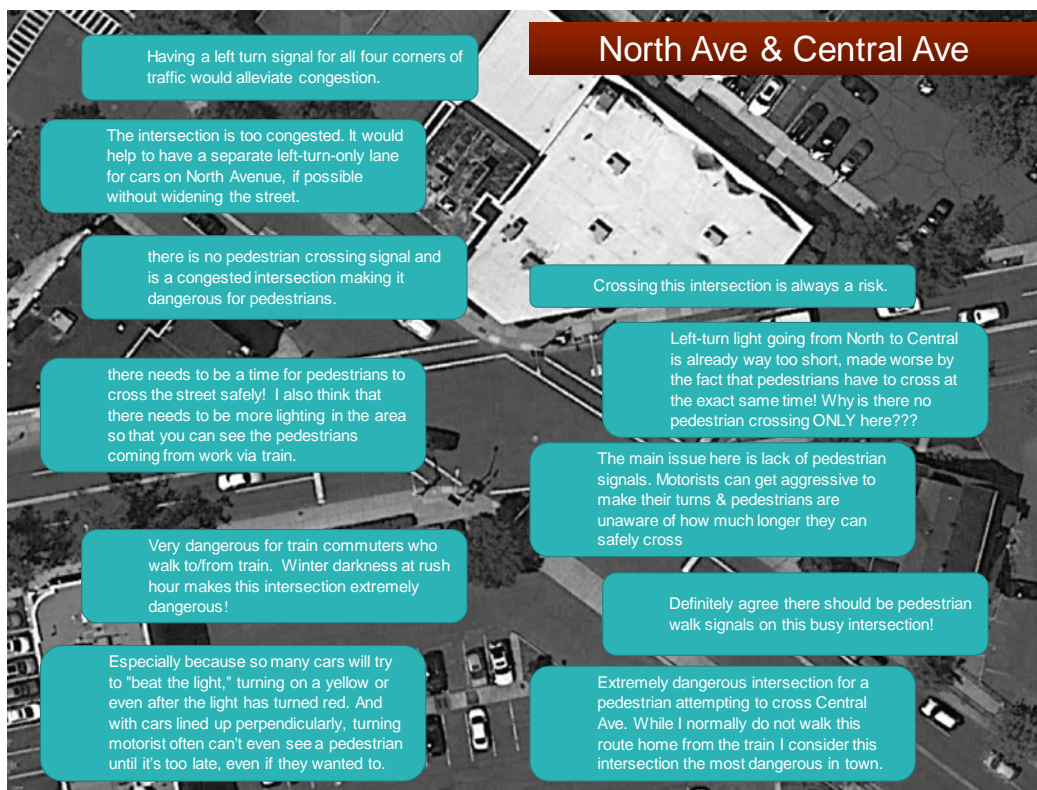 North Ave & Central Ave
Having a left turn signal for all four corners of
traffic would alleviate congestion.
The intersection is too congested. It would
help to have a separate left-turn-only lane
for cars on North Avenue, if possible
without widening the street.
there is no pedestrian crossing signal and
is a congested intersection making it
dangerous for pedestrians.
there needs to be a time for pedestrians to
cross the street safely!  I also think that
there needs to be more lighting in the area
so that you can see the pedestrians
coming from work via train.
Very dangerous for train commuters who
walk to/from train.  Winter darkness at rush
hour makes this intersection extremely
dangerous!
Especially because so many cars will try
to "beat the light," turning on a yellow or
even after the light has turned red. And
with cars lined up perpendicularly, turning
motorist often can't even see a pedestrian
until it's too late, even if they wanted to.
Crossing this intersection is always a risk.
Left-turn light going from North to Central
is already way too short, made worse by
the fact that pedestrians have to cross at
the exact same time! Why is there no
pedestrian crossing ONLY here???
The main issue here is lack of pedestrian
signals. Motorists can get aggressive to
make their turns & pedestrians are
unaware of how much longer they can
safely cross
Definitely agree there should be pedestrian
walk signals on this busy intersection!
Extremely dangerous intersection for a
pedestrian attempting to cross Central
Ave. While I normally do not walk this
route home from the train I consider this
intersection the most dangerous in town.